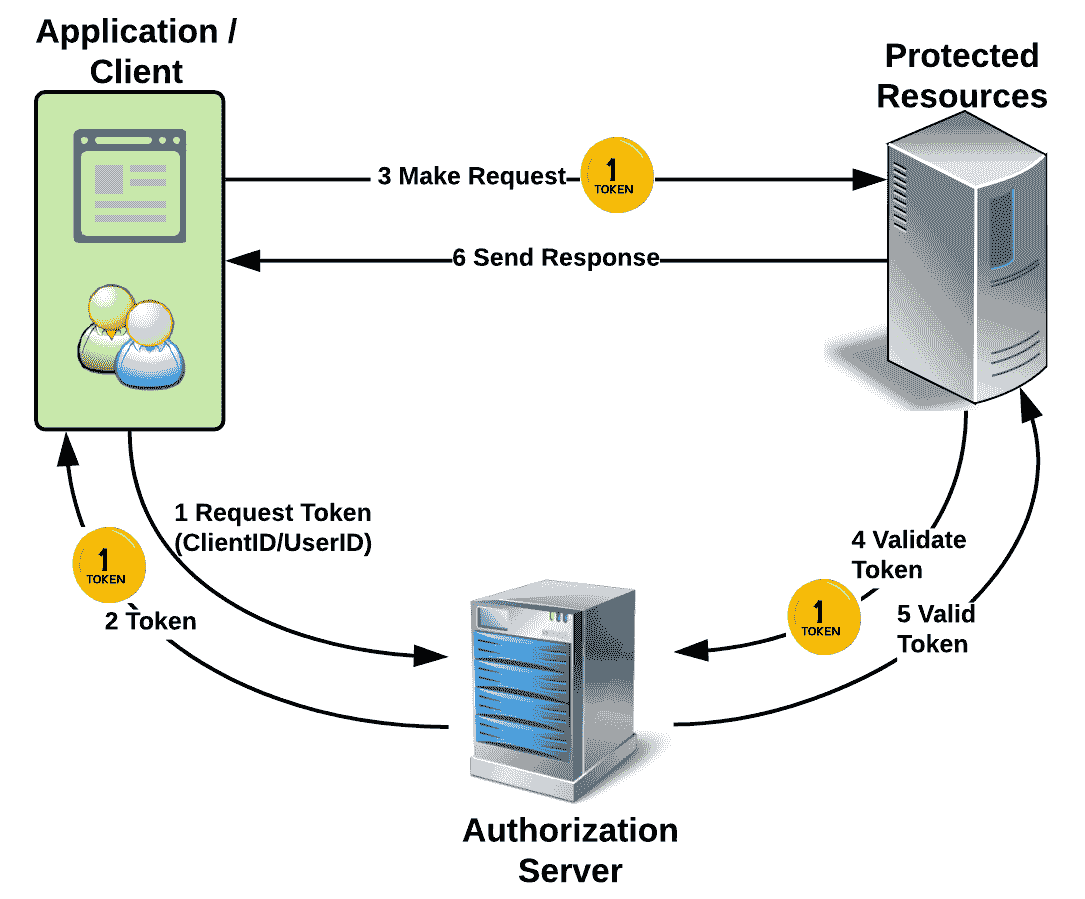 Application /
Client
Protected
Resources
3 Make Request
1
TOKEN
6 Send Response
1 Request Token
(ClientID/UserID)
1
TOKEN
2 Token
4 Validate
Token
1
TOKEN
5 Valid
Token
Authorization
Server